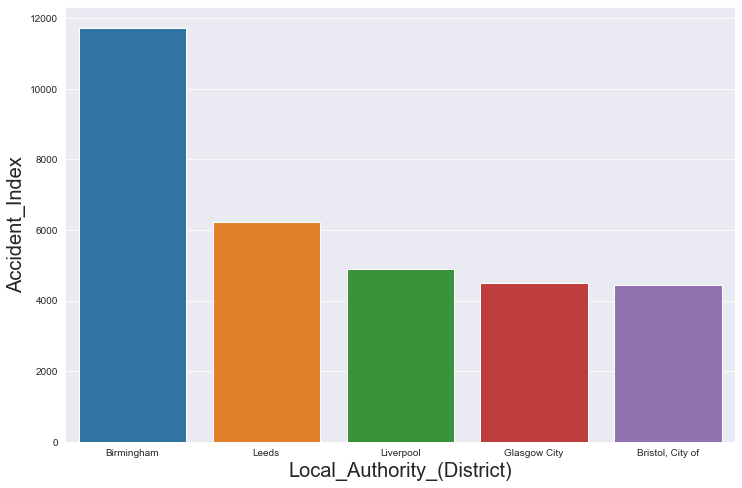 12000
10000
8000
6000
4000
2000
0
Accident_Index
Birmingham Leeds Liverpool Glasgow City Bristol, City of
Local_Authority_(District)